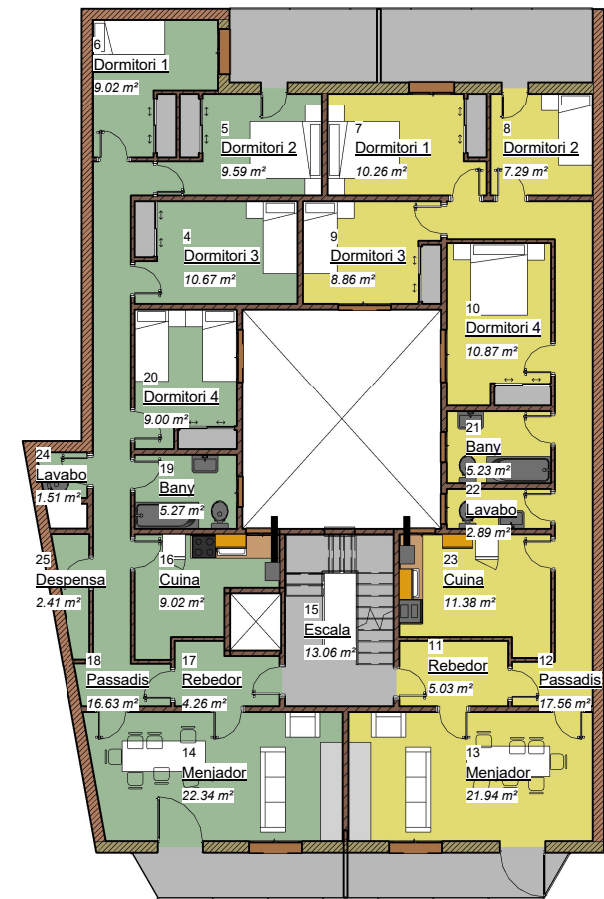 6
Dormitori 1
9.02 m²
5
Dormitori 2
9.59 m²
7
Dormitori 1
10.26 m²
8
Dormitori 2
7.29 m²
4
Dormitori 3
10.67 m²
9
Dormitori 3
8.86 m²
10
Dormitori 4
10.87 m²
20
Dormitori 4
9.00 m²
21
Bany
5.23 m²
24
Lavabo
1.51 m²
19
Bany
5.27 m²
22
Lavabo
2.89 m²
25
Despensa
2.41 m²
16
Cuina
9.02 m²
23
Cuina
11.38 m²
15
Escala
13.06 m²
18
Passadis
16.63 m²
17
Rebedor
4.26 m²
11
Rebedor
5.03 m²
12
Passadis
17.56 m²
14
Menjador
22.34 m²
13
Menjador
21.94 m²